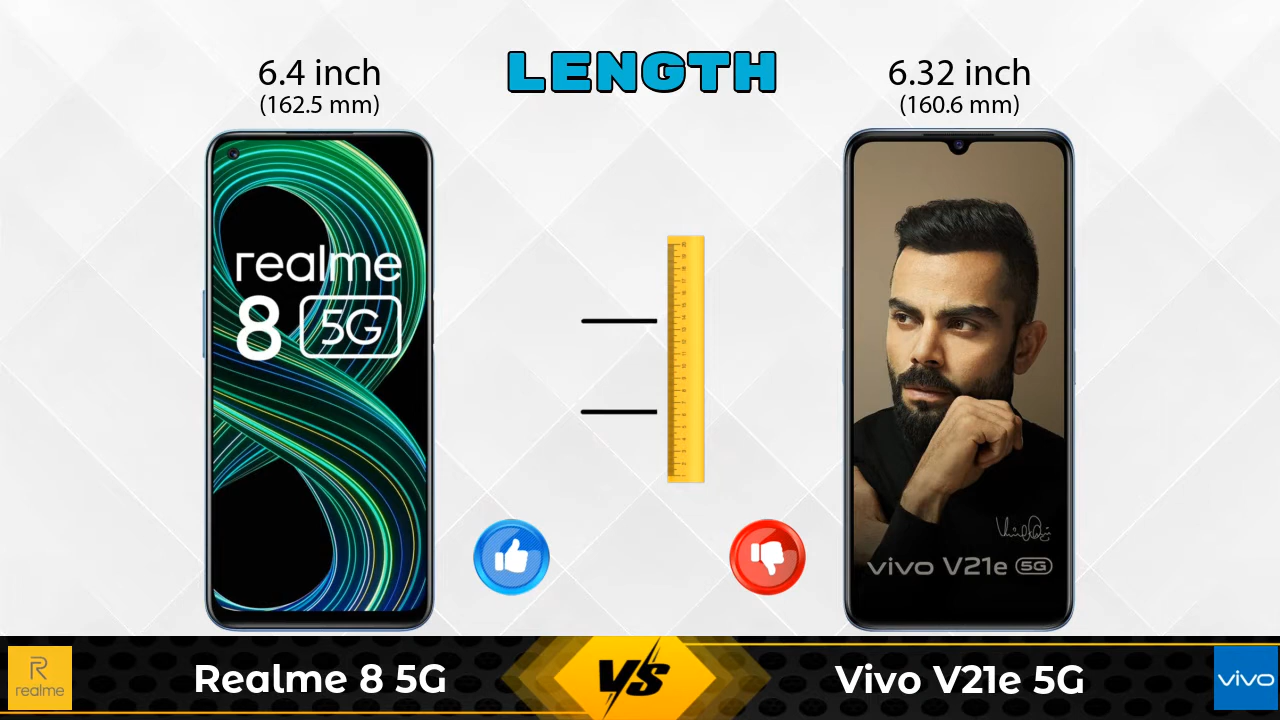 LENGTH
6.4 inch
(162.5 mm)
6.32 inch
(160.6 mm)
realme
8 5G
vivo V21e 5G
R
realme
Realme 8 5G
VS
Vivo V21e 5G
vivo